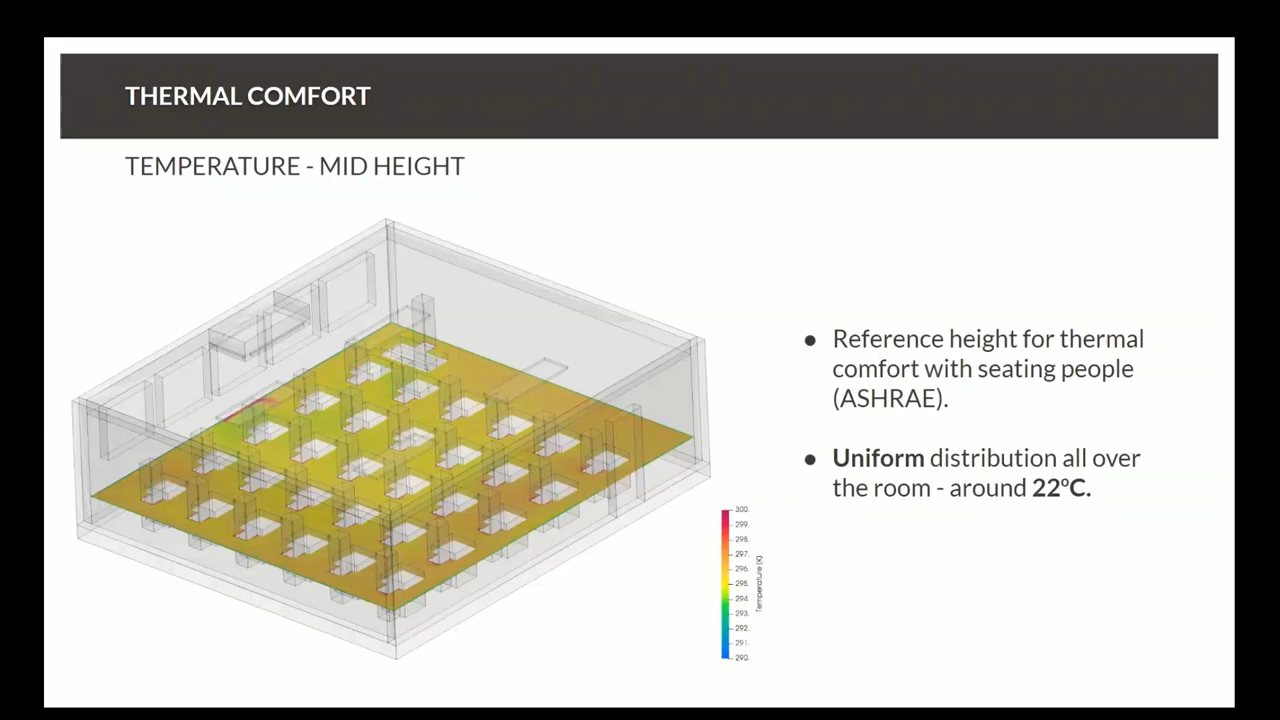 THERMAL COMFORT
TEMPERATURE - MID HEIGHT
● Reference height for thermal
comfort with seating people
(ASHRAE).
● Uniform distribution all over
the room - around 22ºC.
300.
299.
298.
297.
296.
295.
294.
293.
292.
291.
290.
Temperature (K)